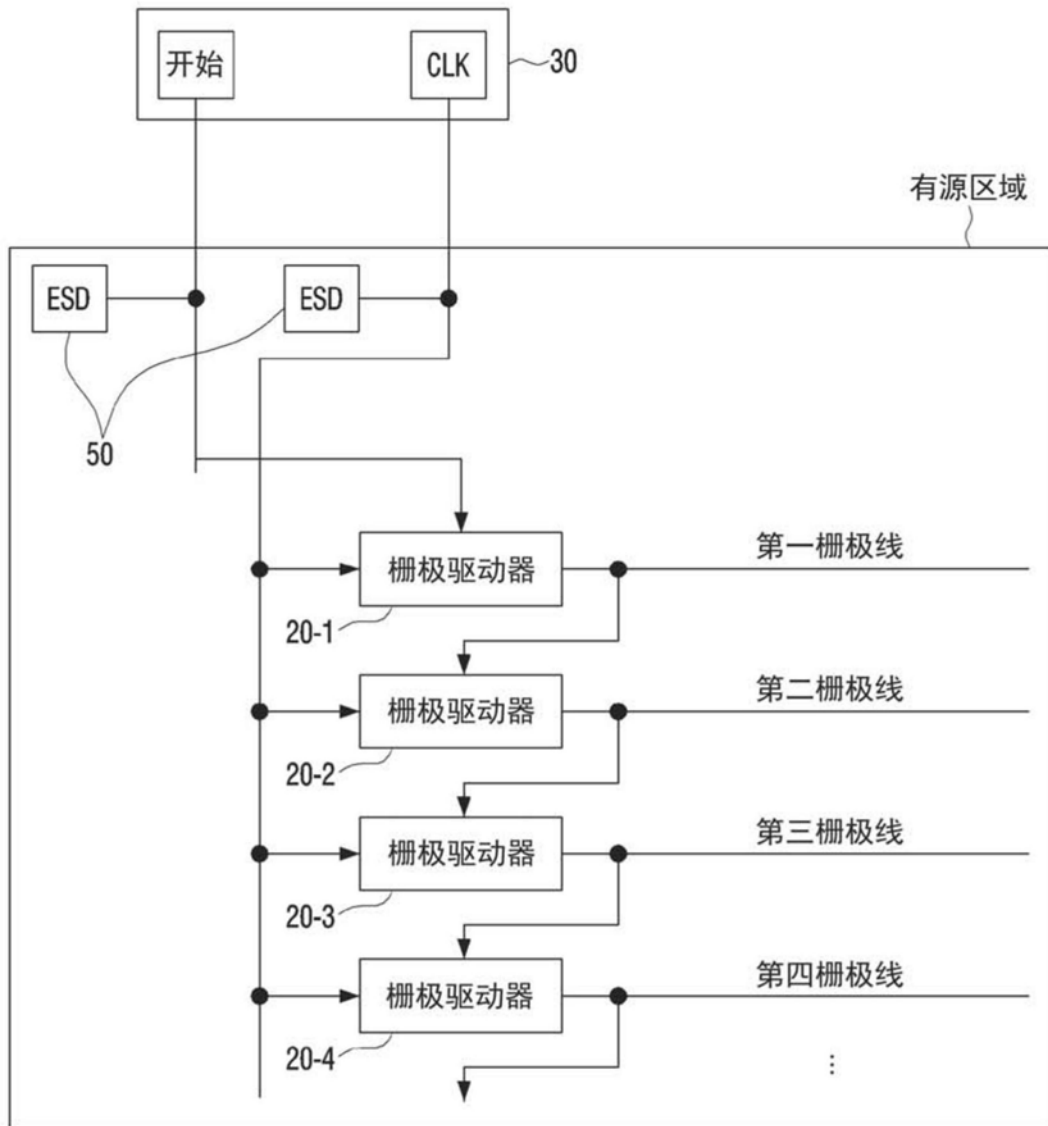 开始
CLK
30
有源区域
ESD
ESD
50
栅极驱动器
第一栅极线
20-1
栅极驱动器
第二栅极线
20-2
栅极驱动器
第三栅极线
20-3
栅极驱动器
第四栅极线
20-4
⋮